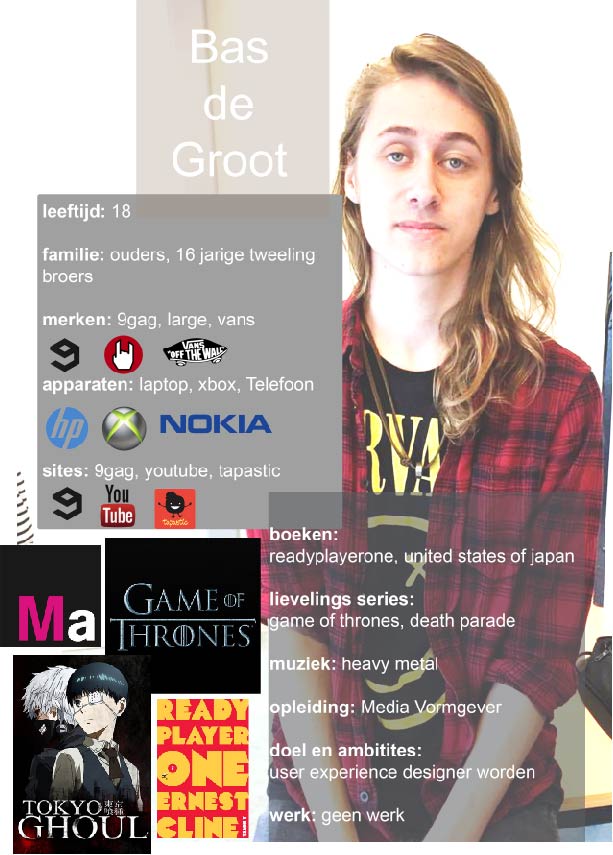 Bas
de
Groot
leeftijd: 18
familie: ouders, 16 jarige tweeling
broers
merken: 9gag, large, vans
VANS
"OFF THE WALL"
apparaten: laptop, xbox, Telefoon
hp
NOKIA
sites: 9gag, youtube, tapastic
You
Tube
tapastic
RVA
boeken:
readyplayerone, united states of japan
lievelings series:
game of thrones, death parade
muziek: heavy metal
opleiding: Media Vormgever
doel en ambitites:
user experience designer worden
werk: geen werk
Ma
GAME OF
THRONES
TOKYO 東京
GHOUL 喰種
READY
PLAYER
ONE
ERNEST
CLINE